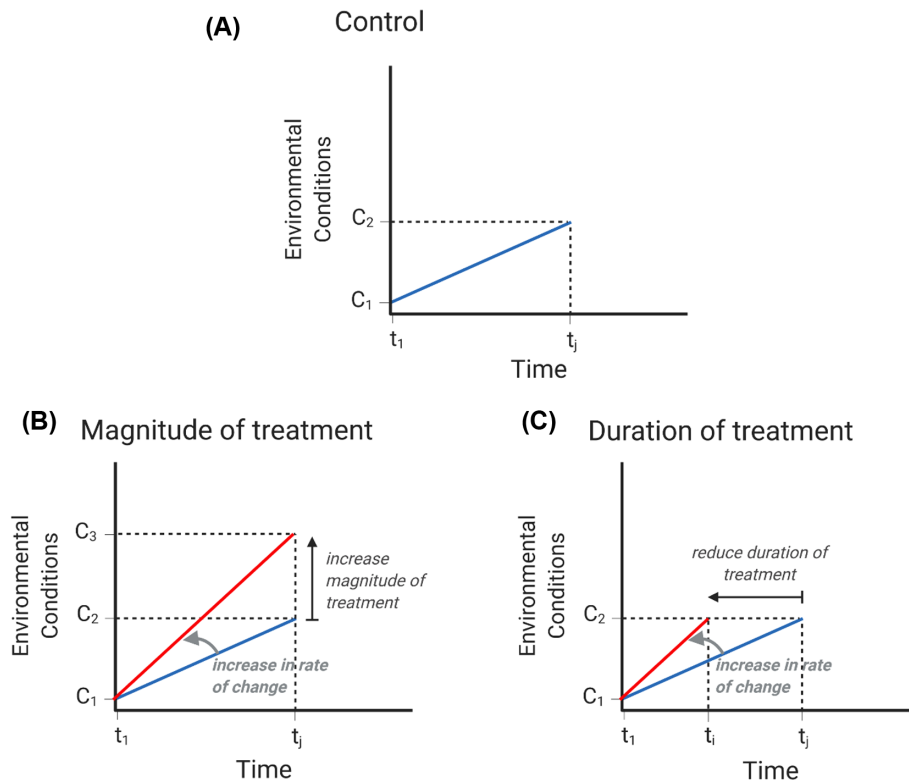 (A) Control
Environmental
Conditions
C₂
C₁
t₁ tⱼ
Time
(B) Magnitude of treatment
Environmental
Conditions
C₃
C₂
C₁
increase
magnitude of
treatment
increase in rate
of change
t₁ tⱼ
Time
(C) Duration of treatment
Environmental
Conditions
reduce duration of
treatment
C₂
C₁
increase in rate
of change
t₁ tᵢ tⱼ
Time